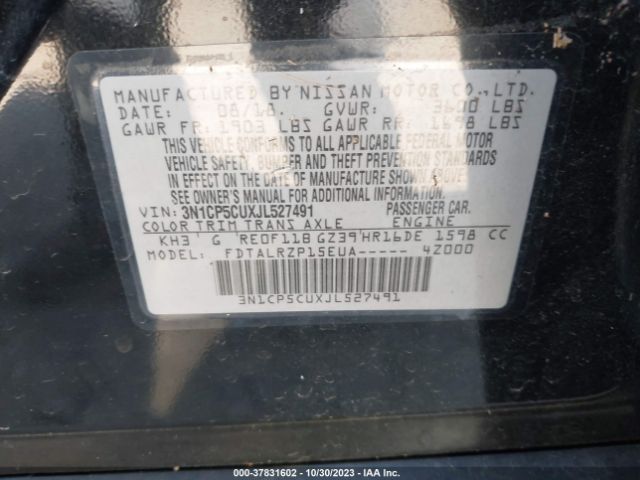 MANUFACTURED BY NISSAN MOTOR CO.,LTD.
DATE: 08/18. GVWR: 3600 LBS
GAWR FR: 1903 LBS GAWR RR: 1698 LBS
THIS VEHICLE CONFORMS TO ALL APPLICABLE FEDERAL MOTOR
VEHICLE SAFETY, BUMPER AND THEFT PREVENTION STANDARDS
IN EFFECT ON THE DATE OF MANUFACTURE SHOWN ABOVE
SEE OWNER'S MANUAL FOR ADDITIONAL INFORMATION.
VIN: 3N1CP5CUXJL527491 PASSENGER CAR.
COLOR TRIM TRANS AXLE ENGINE
KH3 G RE0F11B GZ39 HR16DE 1598 CC
MODEL: FDTALRZP15EUA----- 4Z000
3N1CP5CUXJL527491
000-37831602 - 10/30/2023 - IAA Inc.